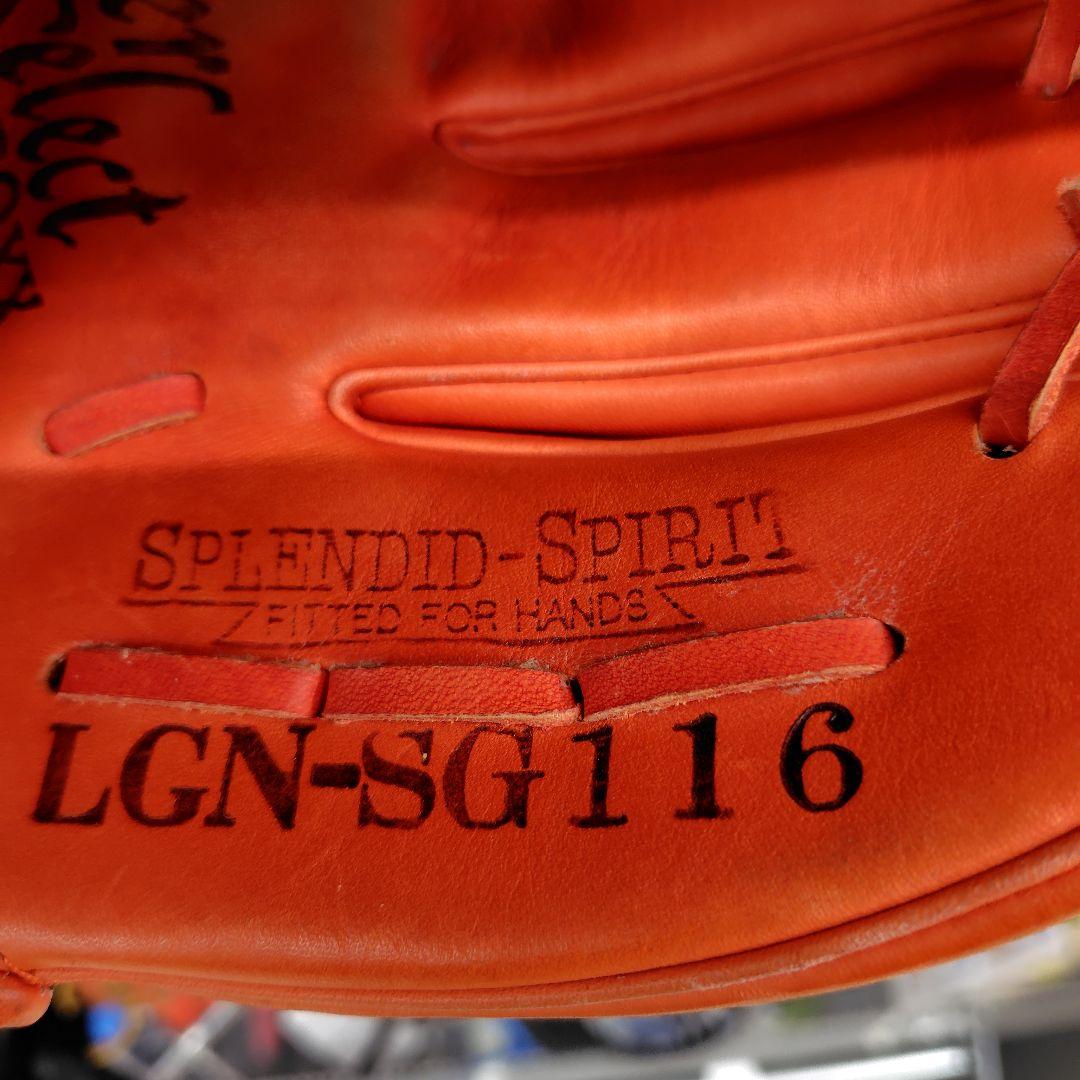 SPLENDID-SPIRIT
FITTED FOR HANDS
LGN-SG116